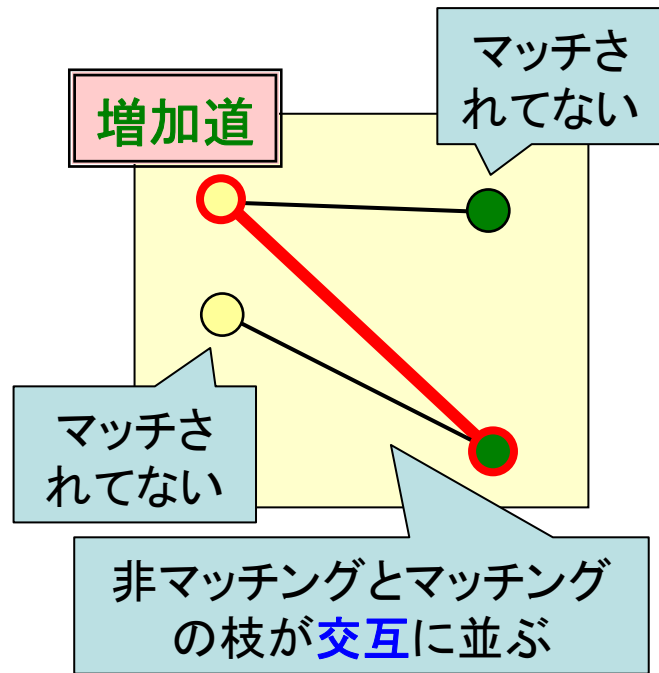 増加道
マッチさ
れてない
マッチさ
れてない
非マッチングとマッチング
の枝が交互に並ぶ